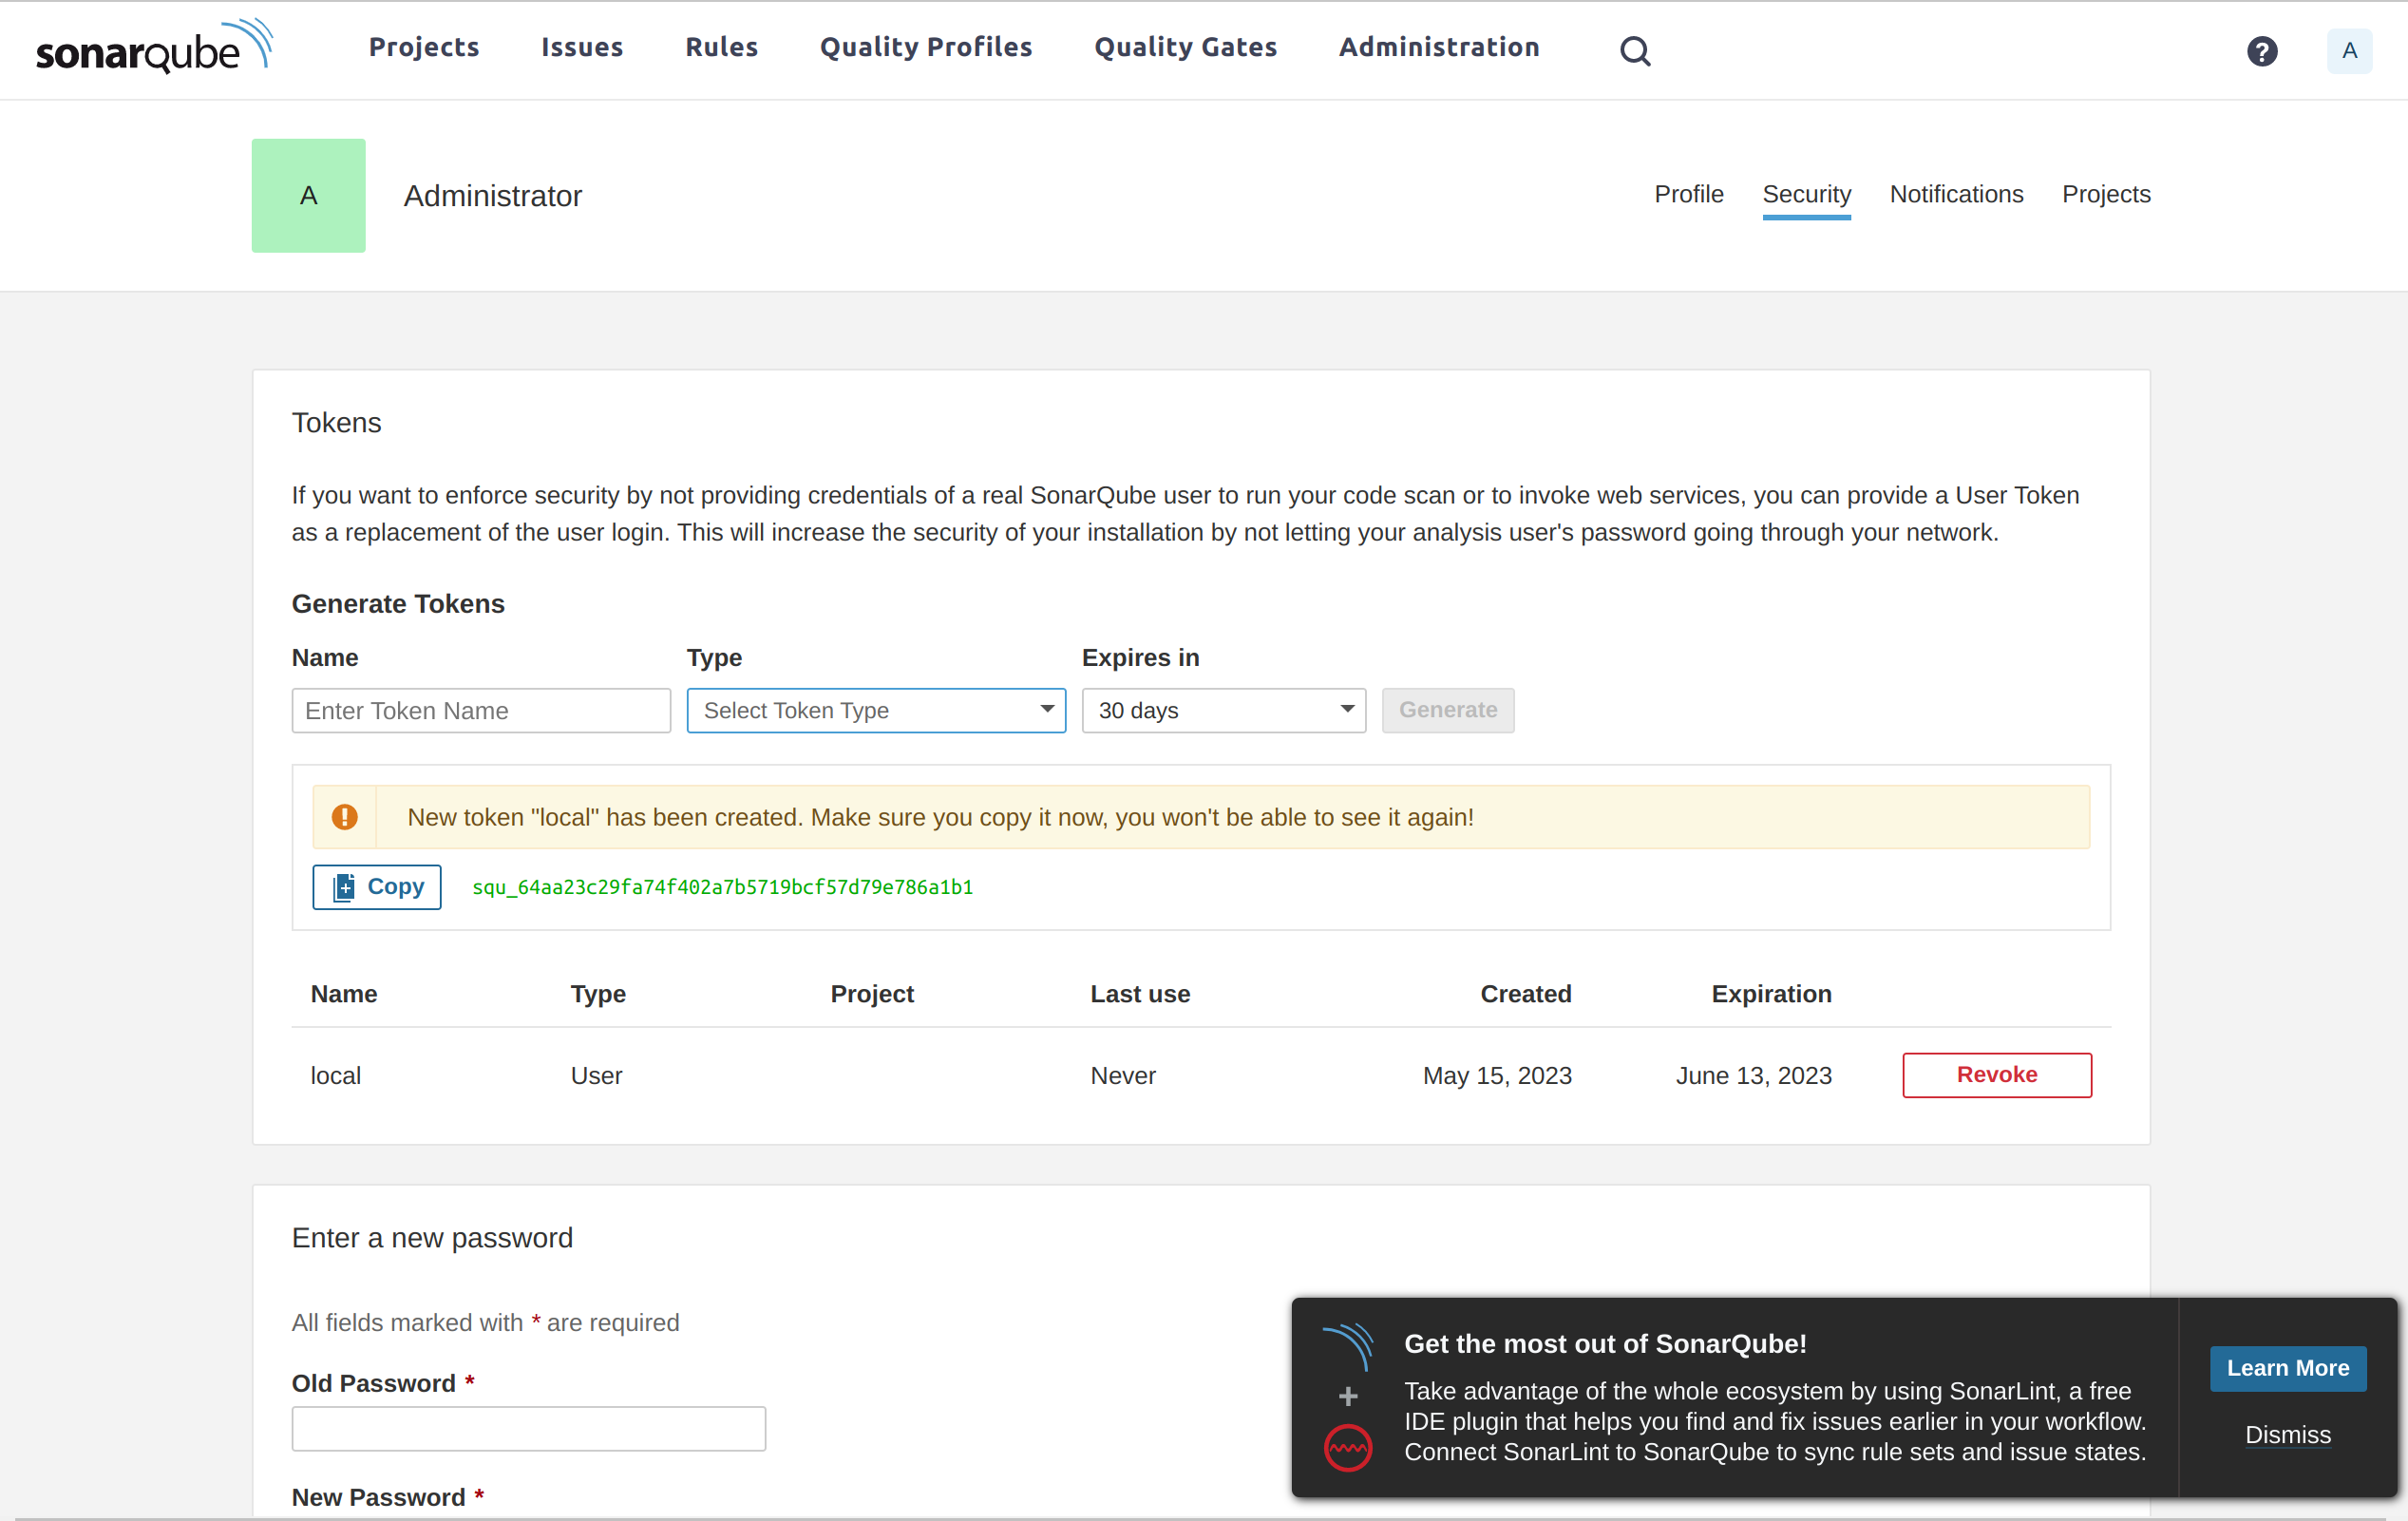 sonarqube Projects Issues Rules Quality Profiles Quality Gates Administration ? A
A Administrator Profile Security Notifications Projects
Tokens
If you want to enforce security by not providing credentials of a real SonarQube user to run your code scan or to invoke web services, you can provide a User Token
as a replacement of the user login. This will increase the security of your installation by not letting your analysis user's password going through your network.
Generate Tokens
Name Type Expires in
Enter Token Name Select Token Type 30 days Generate
New token "local" has been created. Make sure you copy it now, you won't be able to see it again!
Copy squ_64aa23c29fa74f402a7b5719bcf57d79e786a1b1
Name Type Project Last use Created Expiration
local User Never May 15, 2023 June 13, 2023 Revoke
Enter a new password
All fields marked with * are required
Old Password *
New Password *
Get the most out of SonarQube!
Take advantage of the whole ecosystem by using SonarLint, a free
IDE plugin that helps you find and fix issues earlier in your workflow.
Connect SonarLint to SonarQube to sync rule sets and issue states.
Learn More
Dismiss